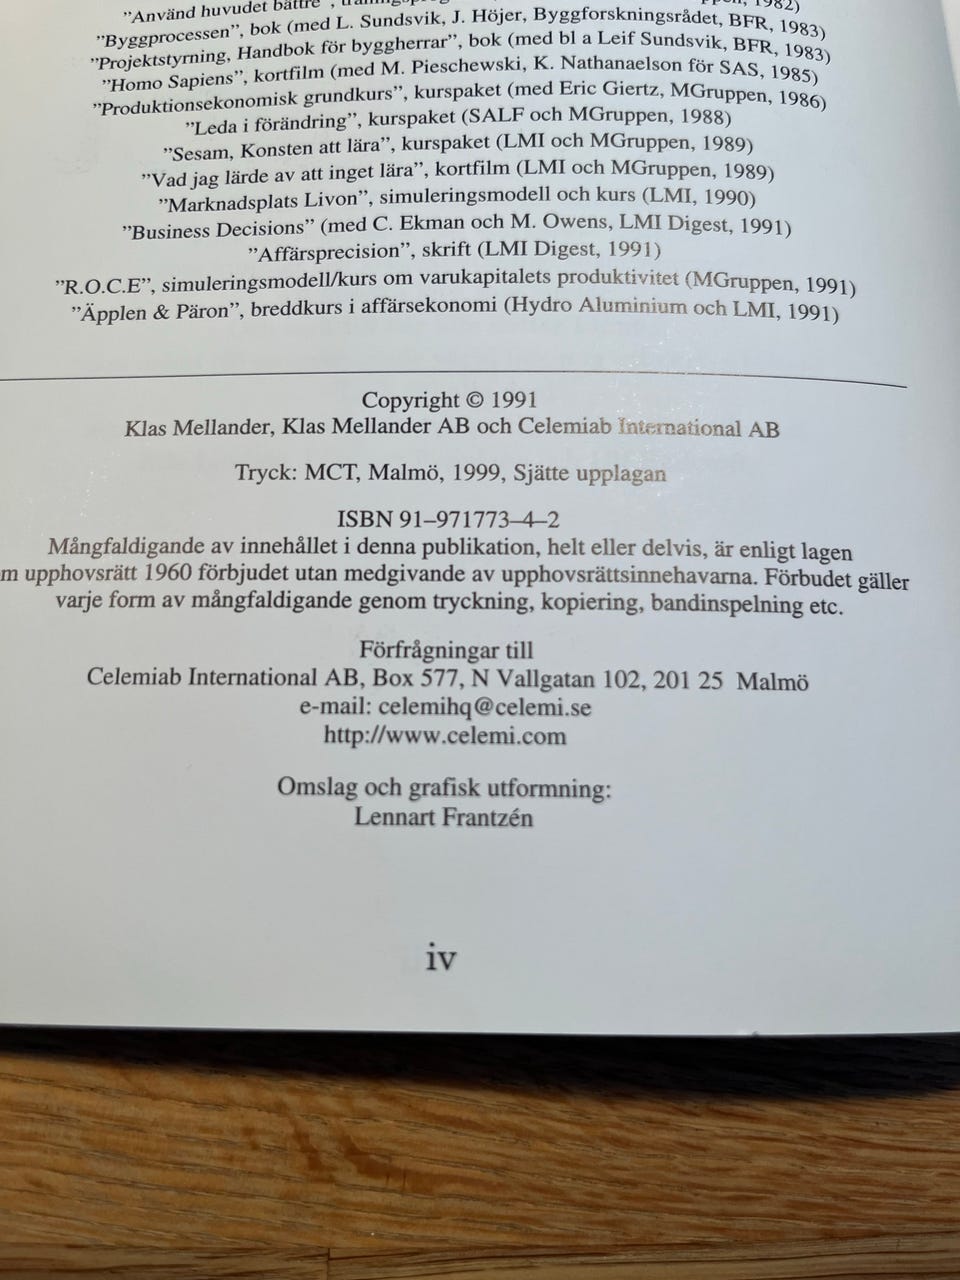 "Använd huvudet bättre", 1982)
"Byggprocessen", bok (med L. Sundsvik, J. Höjer, Byggforskningsrådet, BFR, 1983)
"Projektstyrning, Handbok för byggherrar", bok (med bl a Leif Sundsvik, BFR, 1983)
"Homo Sapiens", kortfilm (med M. Pieschewski, K. Nathanaelson för SAS, 1985)
"Produktionsekonomisk grundkurs", kurspaket (med Eric Giertz, MGruppen, 1986)
"Leda i förändring", kurspaket (SALF och MGruppen, 1988)
"Sesam, Konsten att lära", kurspaket (LMI och MGruppen, 1989)
"Vad jag lärde av att inget lära", kortfilm (LMI och MGruppen, 1989)
"Marknadsplats Livon", simuleringsmodell och kurs (LMI, 1990)
"Business Decisions" (med C. Ekman och M. Owens, LMI Digest, 1991)
"Affärsprecision", skrift (LMI Digest, 1991)
"R.O.C.E", simuleringsmodell/kurs om varukapitalets produktivitet (MGruppen, 1991)
"Äpplen & Päron", breddkurs i affärsekonomi (Hydro Aluminium och LMI, 1991)
Copyright © 1991
Klas Mellander, Klas Mellander AB och Celemiab International AB
Tryck: MCT, Malmö, 1999, Sjätte upplagan
ISBN 91–971773–4–2
Mångfaldigande av innehållet i denna publikation, helt eller delvis, är enligt lagen
m upphovsrätt 1960 förbjudet utan medgivande av upphovsrättsinnehavarna. Förbudet gäller
varje form av mångfaldigande genom tryckning, kopiering, bandinspelning etc.
Förfrågningar till
Celemiab International AB, Box 577, N Vallgatan 102, 201 25 Malmö
e-mail: celemihq@celemi.se
http://www.celemi.com
Omslag och grafisk utformning:
Lennart Frantzén
iv